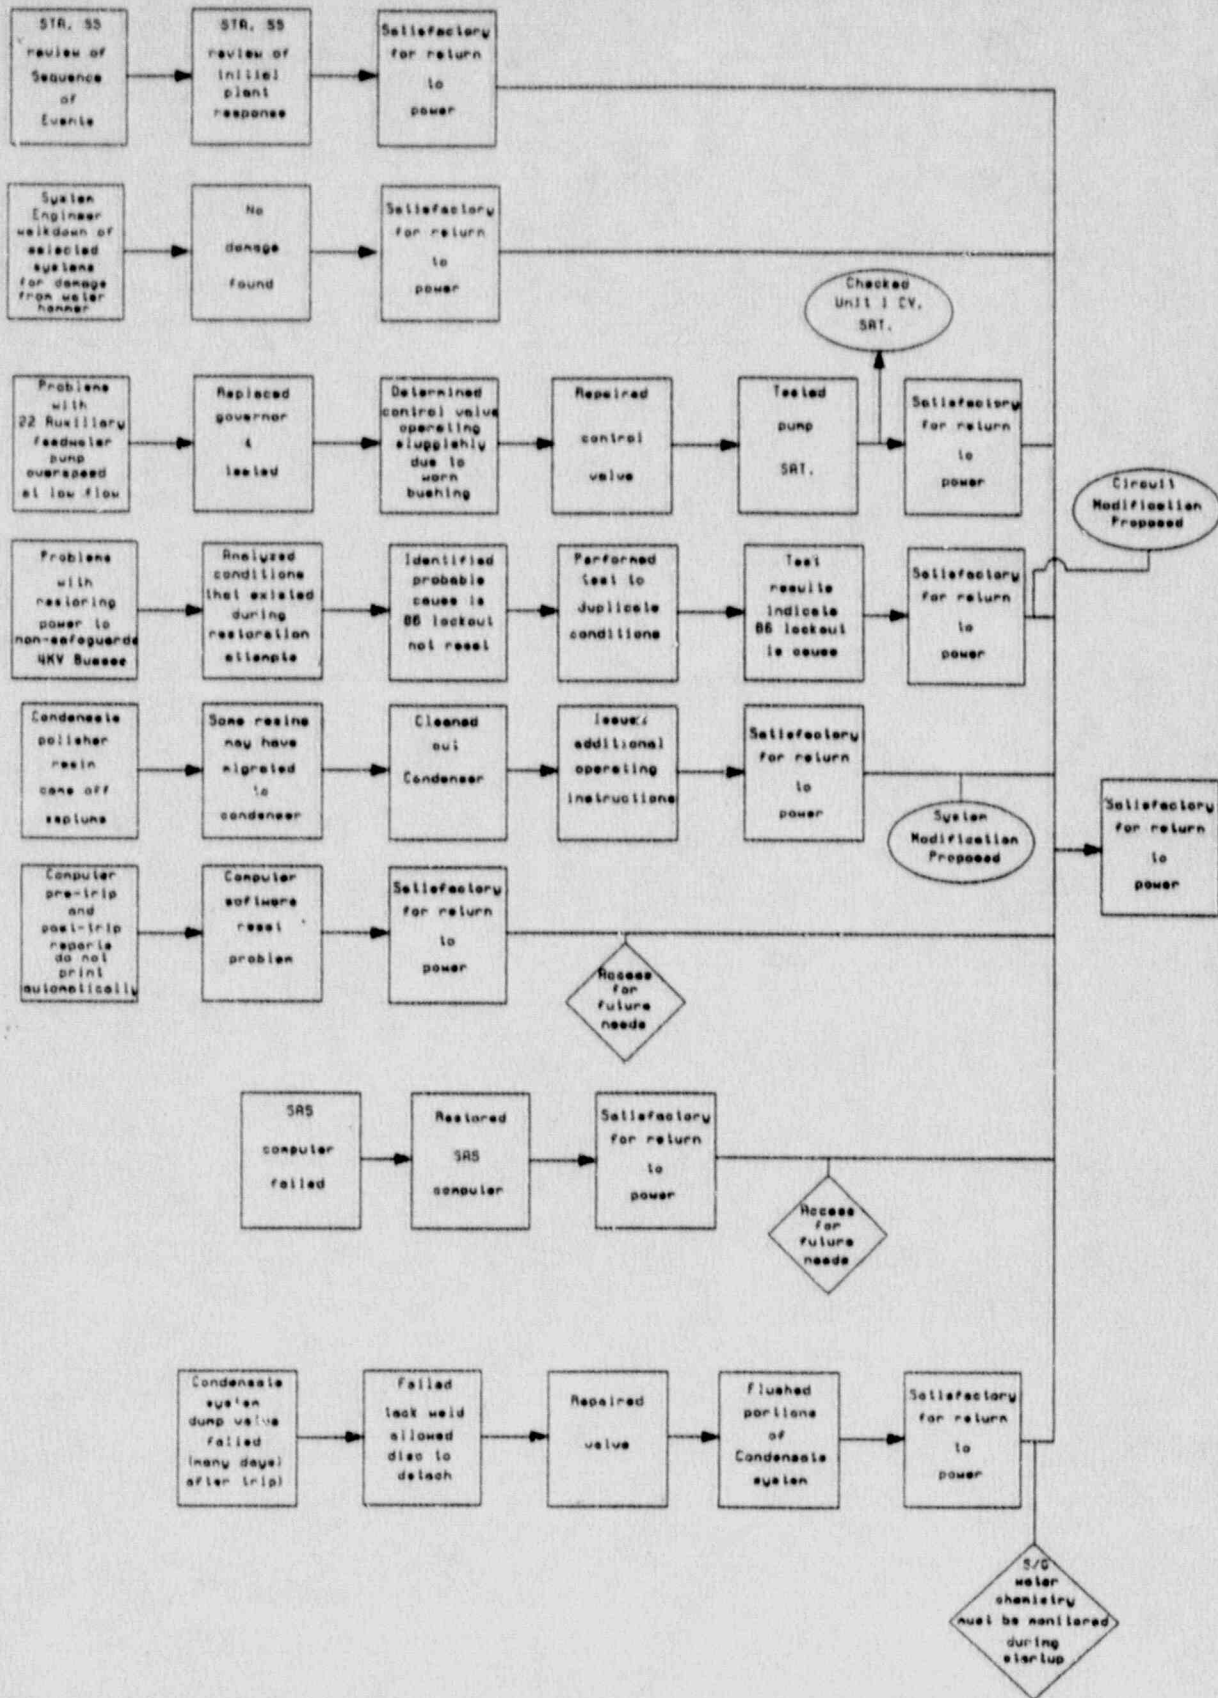 STA, SS
review of
Sequence
of
Events
STA, SS
review of
initial
plant
response
Satisfactory
for return
to
power
System
Engineer
walkdown of
selected
systems
for damage
from water
hammer
No
damage
found
Satisfactory
for return
to
power
Checked
Unit 1 CV.
SAT.
Problems
with
22 Auxiliary
feedwater
pump
overspeed
at low flow
Replaced
governor
&
tested
Determined
control valve
operating
sluggishly
due to
worn
bushing
Repaired
control
valve
Tested
pump
SAT.
Satisfactory
for return
to
power
Circuit
Modification
Proposed
Problems
with
restoring
power to
non-safeguards
4KV Busses
Analyzed
conditions
that existed
during
restoration
attempts
Identified
probable
cause is
86 lockout
not reset
Performed
test to
duplicate
conditions
Test
results
indicate
86 lockout
is cause
Satisfactory
for return
to
power
Condensate
polisher
resin
came off
septums
Some resins
may have
migrated
to
condenser
Cleaned
out
Condenser
Issued
additional
operating
instructions
Satisfactory
for return
to
power
System
Modification
Proposed
Satisfactory
for return
to
power
Computer
pre-trip
and
post-trip
reports
do not
print
automatically
Computer
software
reset
problem
Satisfactory
for return
to
power
Access
for
future
needs
SAS
computer
failed
Restored
SAS
computer
Satisfactory
for return
to
power
Access
for
future
needs
Condensate
system
dump valve
failed
(many days)
after trip)
Failed
tack weld
allowed
disc to
detach
Repaired
valve
Flushed
portions
of
Condensate
system
Satisfactory
for return
to
power
S/G
water
chemistry
must be monitored
during
startup